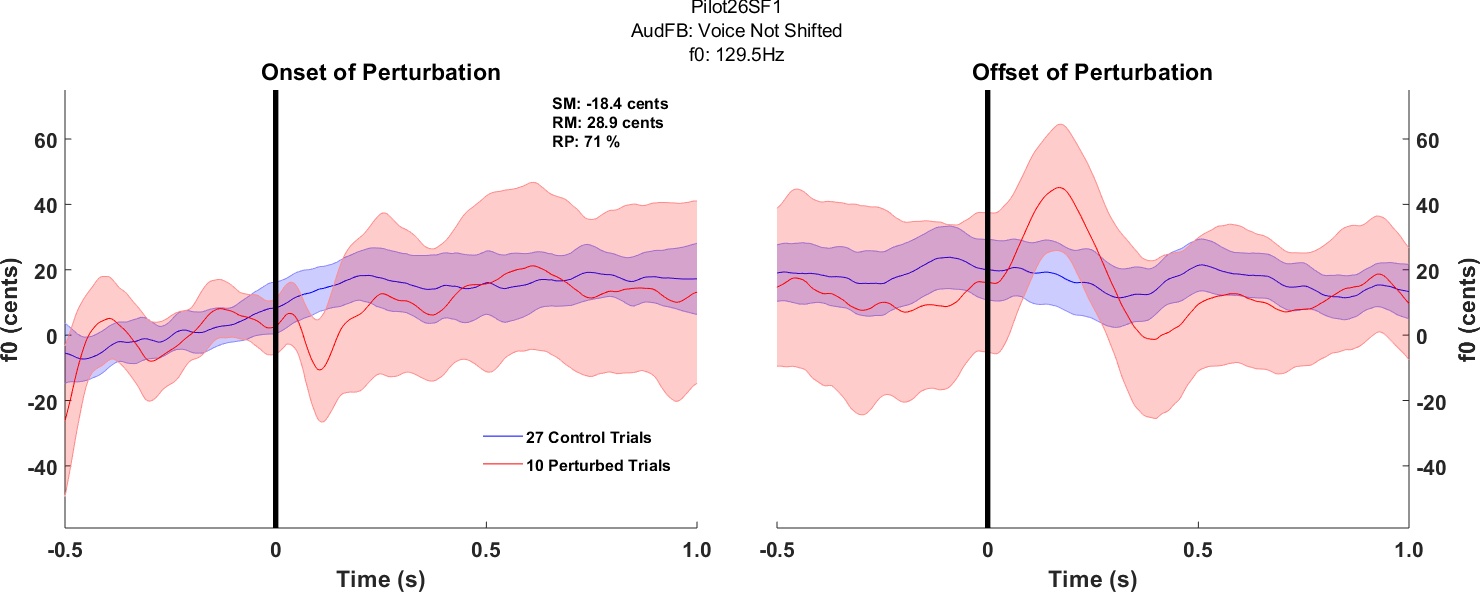 Pilot26SF1
AudFB: Voice Not Shifted
f0: 129.5Hz
Onset of Perturbation
Offset of Perturbation
SM: -18.4 cents
RM: 28.9 cents
RP: 71 %
60
40
20
0
-20
-40
f0 (cents)
27 Control Trials
10 Perturbed Trials
-0.5 0 0.5 1.0
Time (s)
60
40
20
0
-20
-40
f0 (cents)
-0.5 0 0.5 1.0
Time (s)